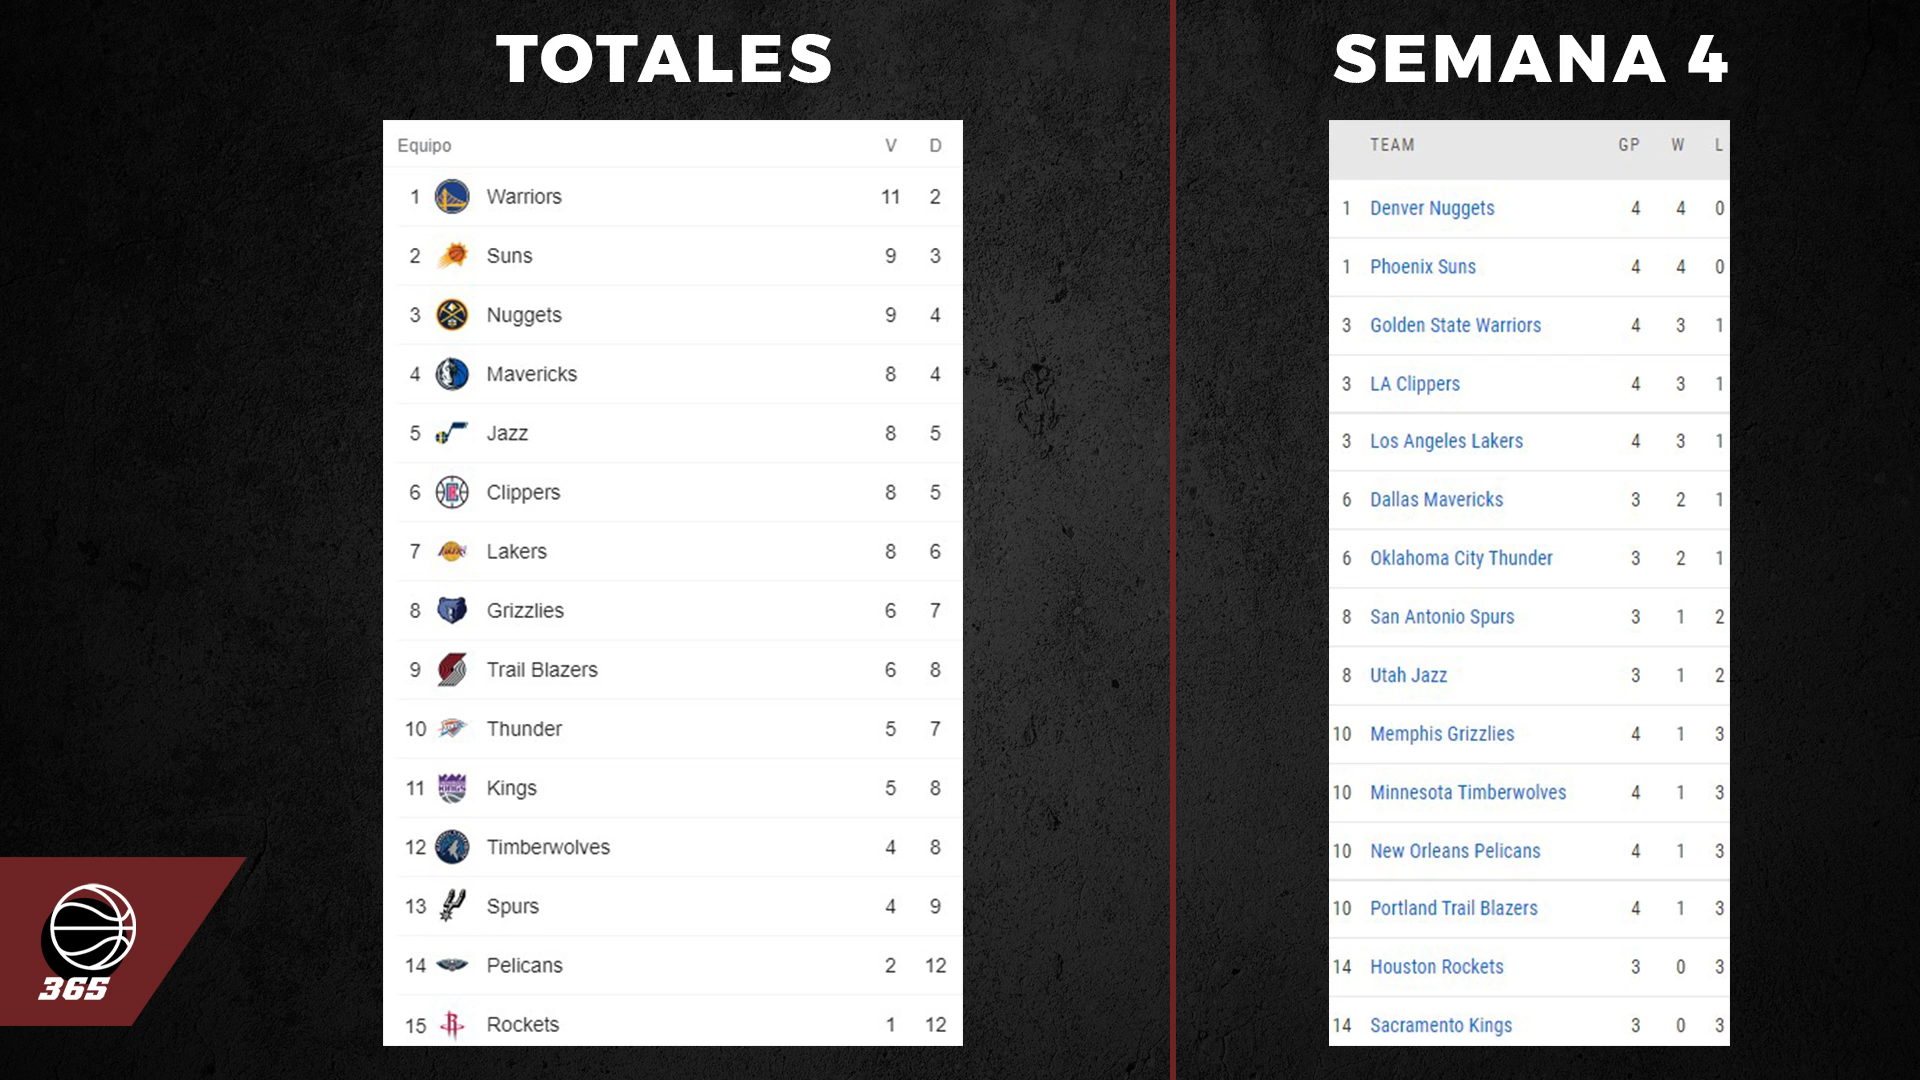 TOTALES
Equipo V D
1 Warriors 11 2
2 Suns 9 3
3 Nuggets 9 4
4 Mavericks 8 4
5 Jazz 8 5
6 Clippers 8 5
7 Lakers 8 6
8 Grizzlies 6 7
9 Trail Blazers 6 8
10 Thunder 5 7
11 Kings 5 8
12 Timberwolves 4 8
13 Spurs 4 9
14 Pelicans 2 12
15 Rockets 1 12
SEMANA 4
TEAM GP W L
1 Denver Nuggets 4 4 0
1 Phoenix Suns 4 4 0
3 Golden State Warriors 4 3 1
3 LA Clippers 4 3 1
3 Los Angeles Lakers 4 3 1
6 Dallas Mavericks 3 2 1
6 Oklahoma City Thunder 3 2 1
8 San Antonio Spurs 3 1 2
8 Utah Jazz 3 1 2
10 Memphis Grizzlies 4 1 3
10 Minnesota Timberwolves 4 1 3
10 New Orleans Pelicans 4 1 3
10 Portland Trail Blazers 4 1 3
14 Houston Rockets 3 0 3
14 Sacramento Kings 3 0 3
365